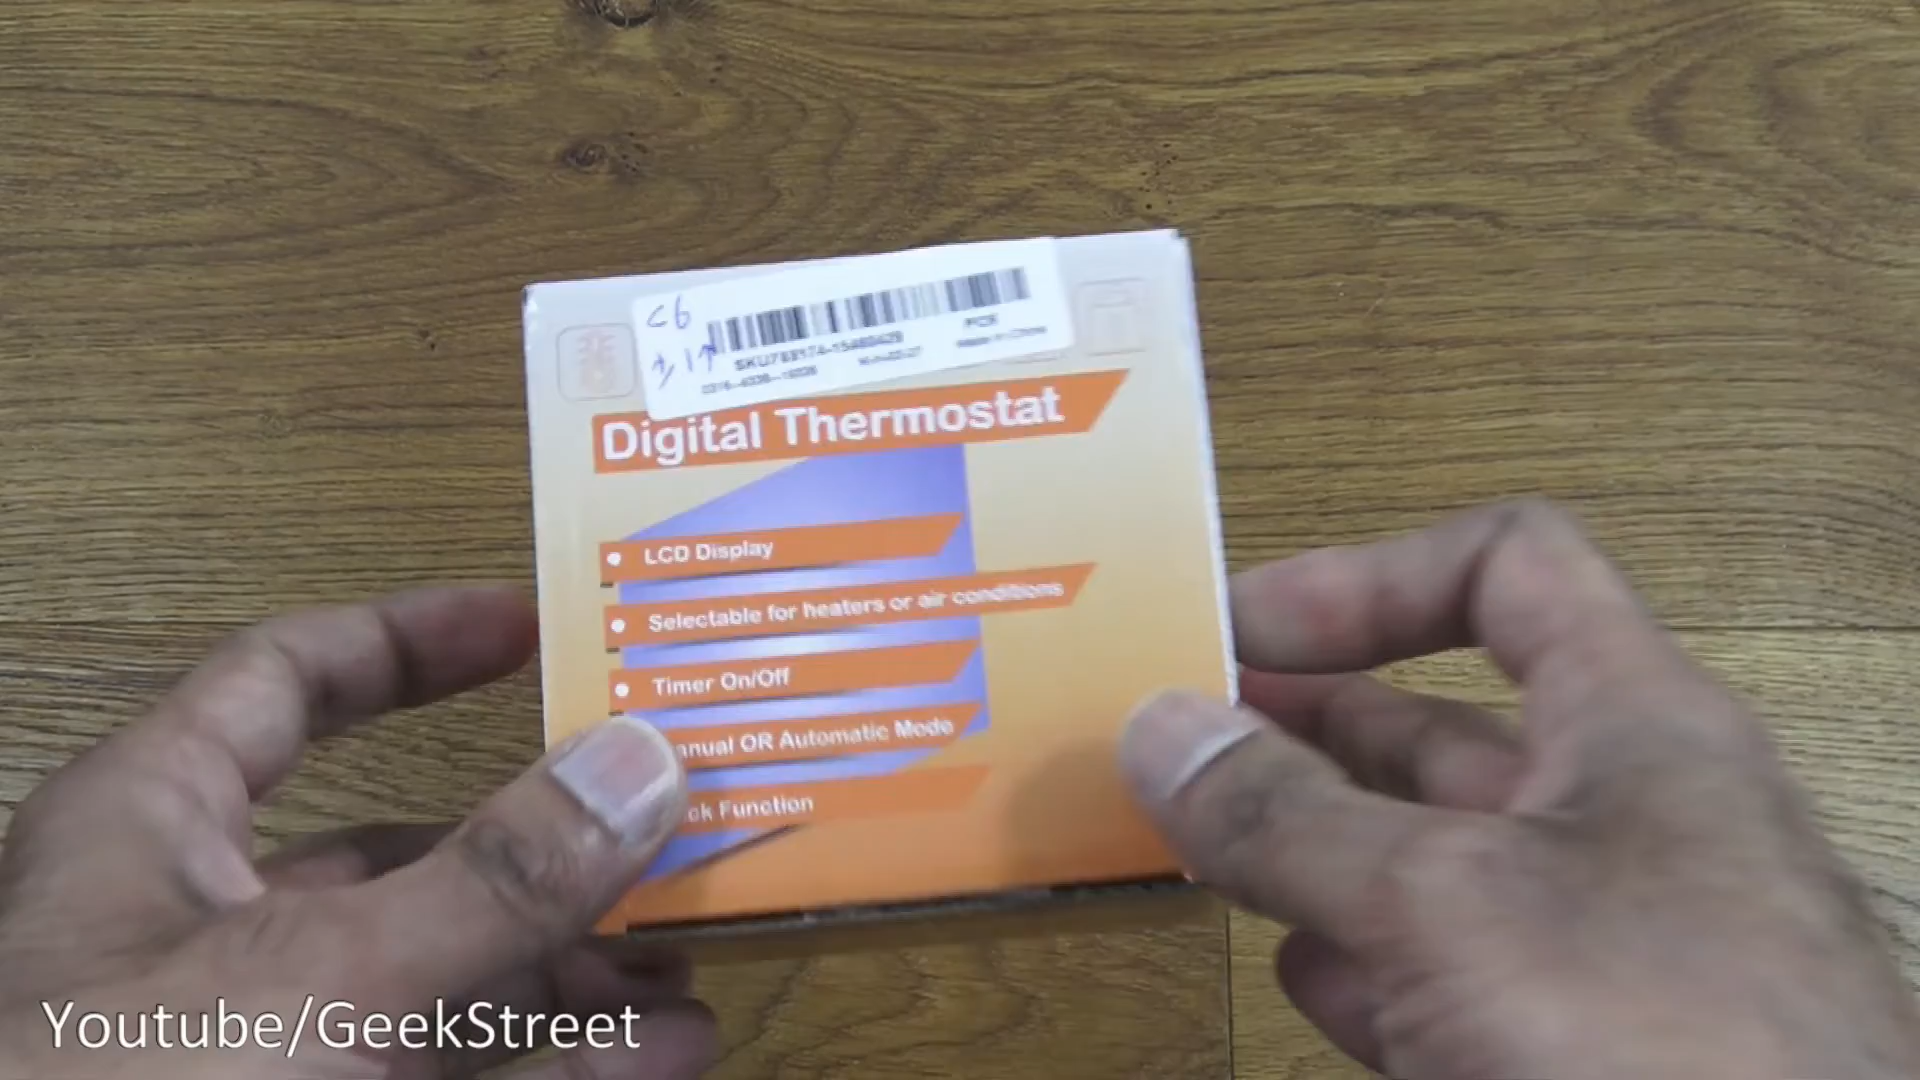 C6
Digital Thermostat
LCD Display
Selectable for heaters or air conditions
Timer On/Off
anual OR Automatic Mode
ck Function
Youtube/GeekStreet